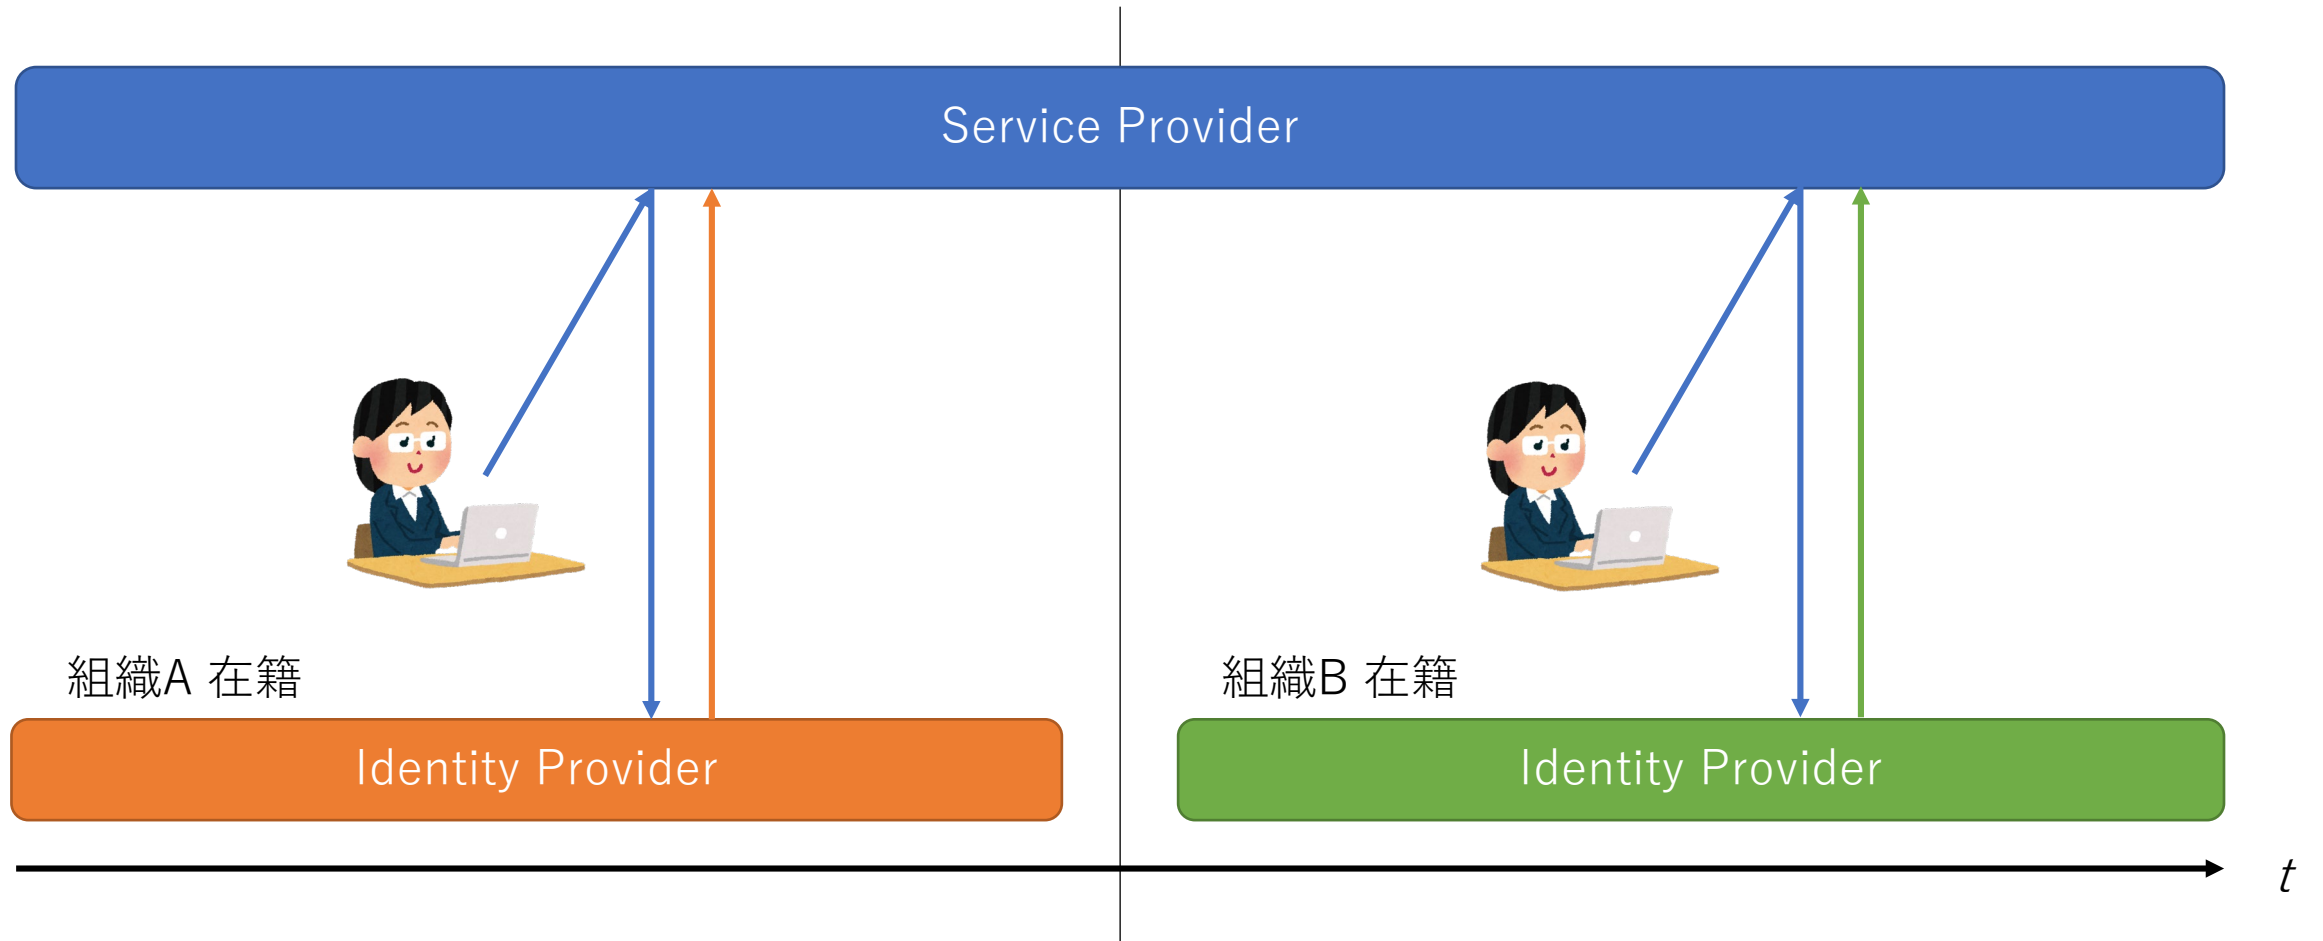 Service Provider
組織A 在籍
組織B 在籍
Identity Provider
Identity Provider
t